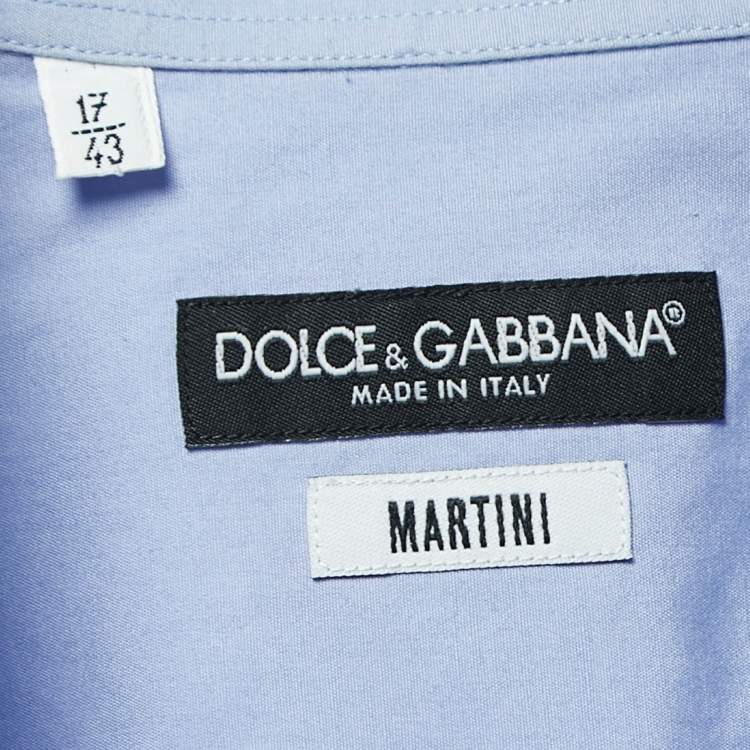 17
43
DOLCE & GABBANA®
MADE IN ITALY
MARTINI